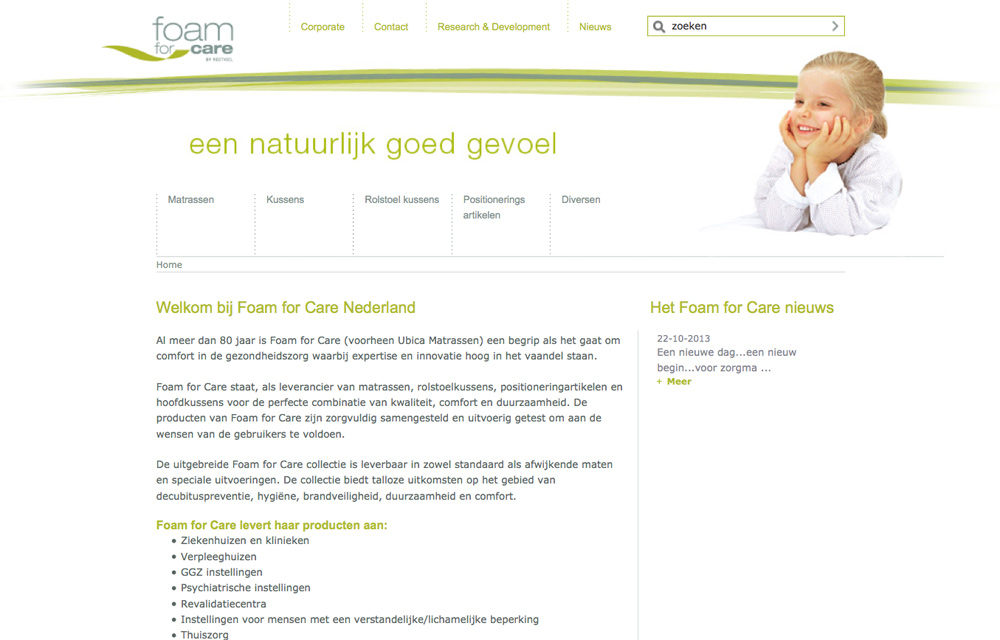 foam
for care
BY RECTICEL
Corporate
Contact
Research & Development
Nieuws
zoeken
een natuurlijk goed gevoel
Matrassen
Kussens
Rolstoel kussens
Positionerings
artikelen
Diversen
Home
Welkom bij Foam for Care Nederland
Al meer dan 80 jaar is Foam for Care (voorheen Ubica Matrassen) een begrip als het gaat om
comfort in de gezondheidszorg waarbij expertise en innovatie hoog in het vaandel staan.
Foam for Care staat, als leverancier van matrassen, rolstoelkussens, positioneringartikelen en
hoofdkussens voor de perfecte combinatie van kwaliteit, comfort en duurzaamheid. De
producten van Foam for Care zijn zorgvuldig samengesteld en uitvoerig getest om aan de
wensen van de gebruikers te voldoen.
De uitgebreide Foam for Care collectie is leverbaar in zowel standaard als afwijkende maten
en speciale uitvoeringen. De collectie biedt talloze uitkomsten op het gebied van
decubituspreventie, hygiëne, brandveiligheid, duurzaamheid en comfort.
Foam for Care levert haar producten aan:
• Ziekenhuizen en klinieken
• Verpleeghuizen
• GGZ instellingen
• Psychiatrische instellingen
• Revalidatiecentra
• Instellingen voor mensen met een verstandelijke/lichamelijke beperking
• Thuiszorg
Het Foam for Care nieuws
22-10-2013
Een nieuwe dag...een nieuw
begin...voor zorgma ...
+ Meer